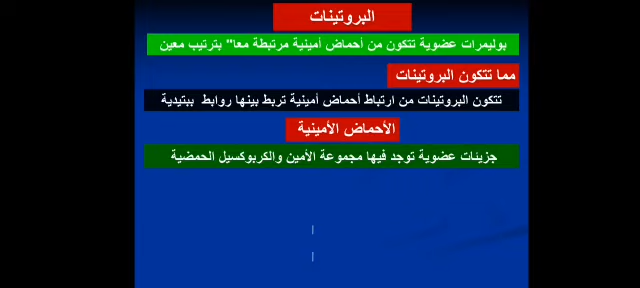 البروتينات
بوليمرات عضوية تتكون من أحماض أمينية مرتبطة معا" بترتيب معين
مما تتكون البروتينات
تتكون البروتينات من ارتباط أحماض أمينية تربط بينها روابط ببتيدية
الأحماض الأمينية
جزيئات عضوية توجد فيها مجموعة الأمين والكربوكسيل الحمضية